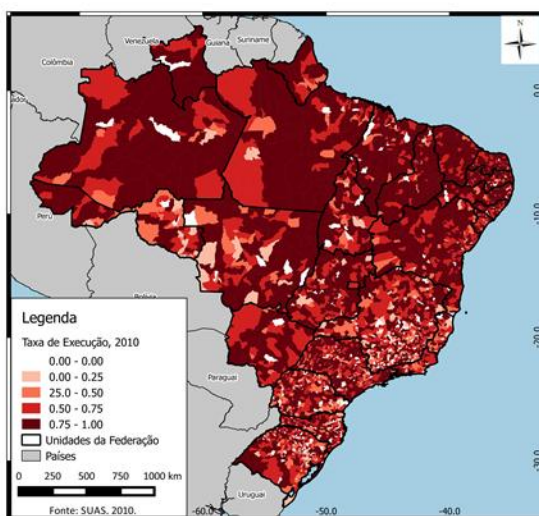 Venezuela
Guiana
Suriname
Colômbia
N
0.0
Peru
-10.0
Bolívia
Legenda
Taxa de Execução, 2010
0.00 - 0.00
0.00 - 0.25
25.0 - 0.50
0.50 - 0.75
0.75 - 1.00
Unidades da Federação
Países
0 250 500 750 1000 km
Fonte: SUAS, 2010.
Paraguai
-20.0
-30.0
Uruguai
-60.0 -50.0 -40.0